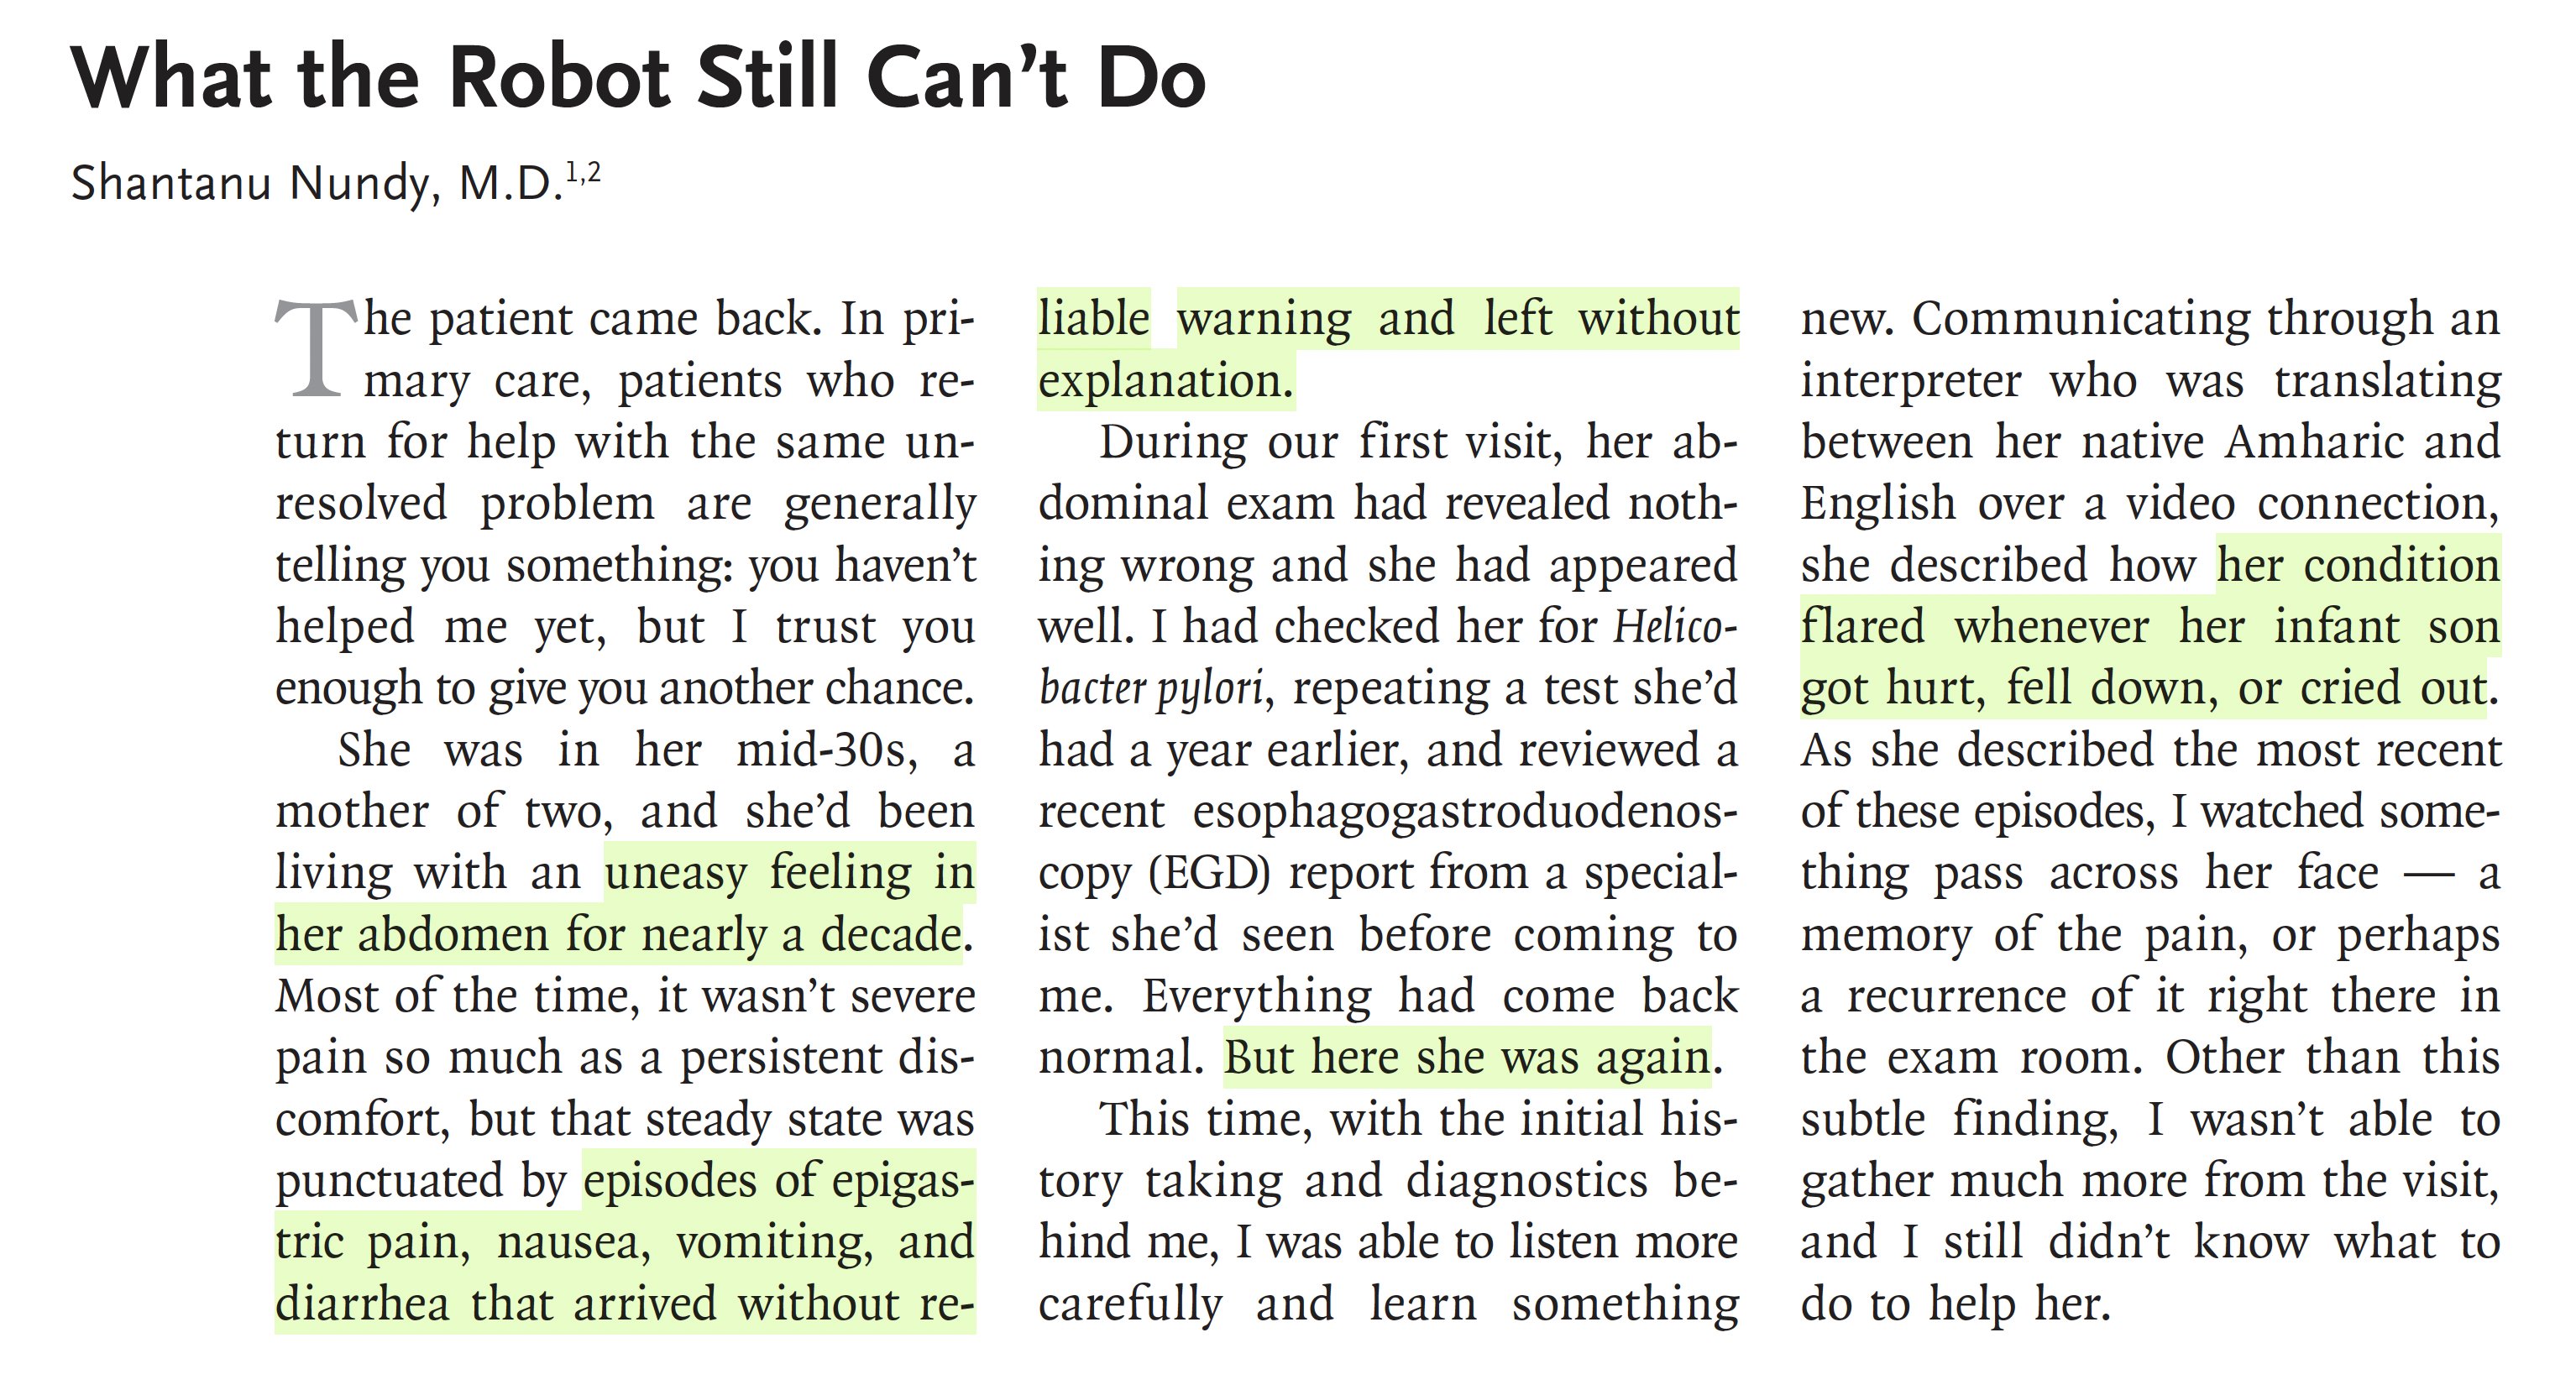 What the Robot Still Can’t Do
Shantanu Nundy, M.D.1,2
The patient came back. In pri-
mary care, patients who re-
turn for help with the same un-
resolved problem are generally
telling you something: you haven’t
helped me yet, but I trust you
enough to give you another chance.
She was in her mid-30s, a
mother of two, and she’d been
living with an uneasy feeling in
her abdomen for nearly a decade.
Most of the time, it wasn’t severe
pain so much as a persistent dis-
comfort, but that steady state was
punctuated by episodes of epigas-
tric pain, nausea, vomiting, and
diarrhea that arrived without re-
liable warning and left without
explanation.
During our first visit, her ab-
dominal exam had revealed noth-
ing wrong and she had appeared
well. I had checked her for Helico-
bacter pylori, repeating a test she’d
had a year earlier, and reviewed a
recent esophagogastroduodenos-
copy (EGD) report from a special-
ist she’d seen before coming to
me. Everything had come back
normal. But here she was again.
This time, with the initial his-
tory taking and diagnostics be-
hind me, I was able to listen more
carefully and learn something
new. Communicating through an
interpreter who was translating
between her native Amharic and
English over a video connection,
she described how her condition
flared whenever her infant son
got hurt, fell down, or cried out.
As she described the most recent
of these episodes, I watched some-
thing pass across her face — a
memory of the pain, or perhaps
a recurrence of it right there in
the exam room. Other than this
subtle finding, I wasn’t able to
gather much more from the visit,
and I still didn’t know what to
do to help her.